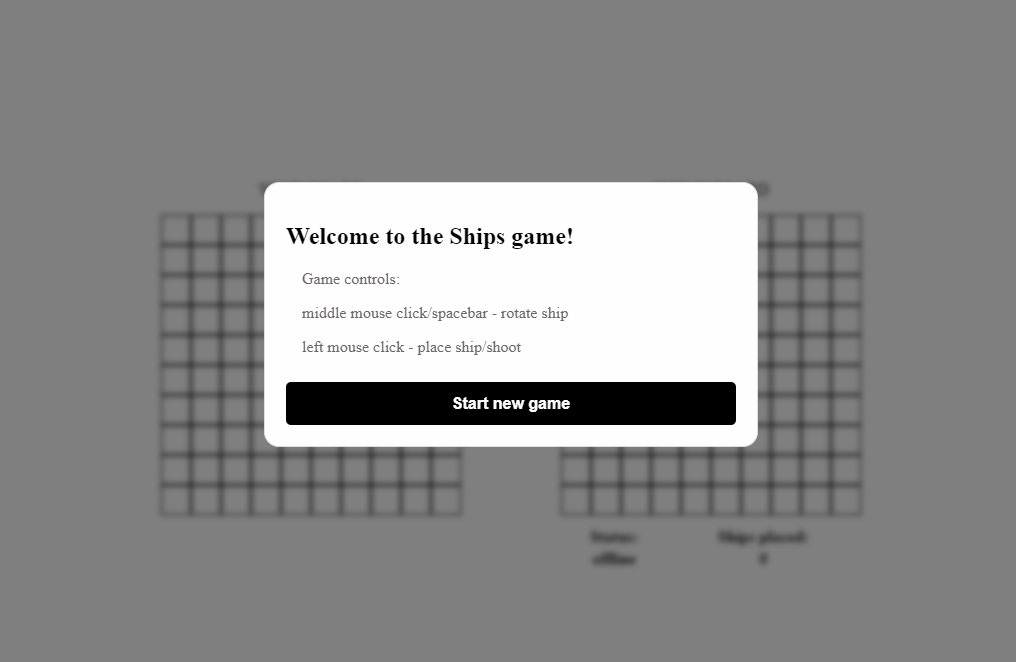 Welcome to the Ships game!
Game controls:
middle mouse click/spacebar - rotate ship
left mouse click - place ship/shoot
Start new game
Status:
offline
Ships placed:
0